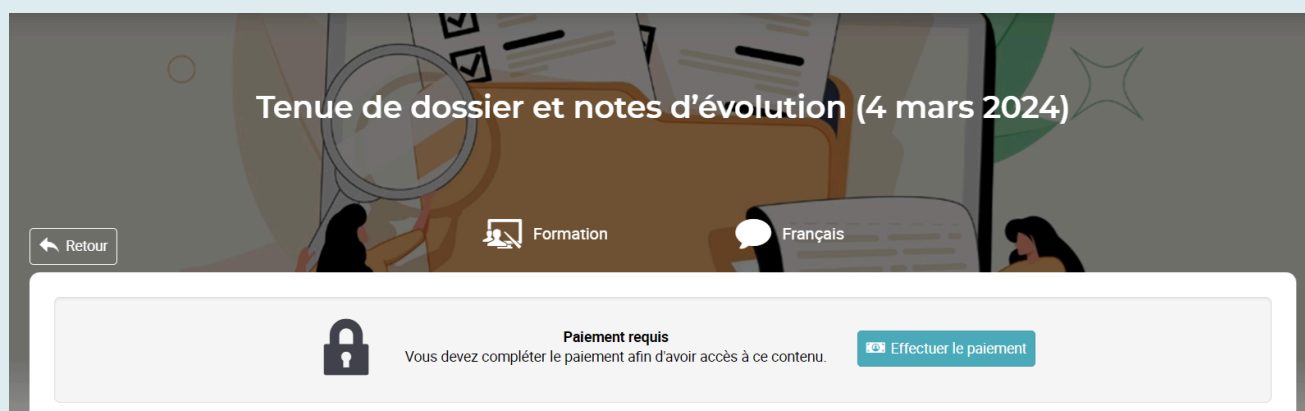 Tenue de dossier et notes d’évolution (4 mars 2024)
Retour
Formation
Français
Paiement requis
Vous devez compléter le paiement afin d'avoir accès à ce contenu.
Effectuer le paiement